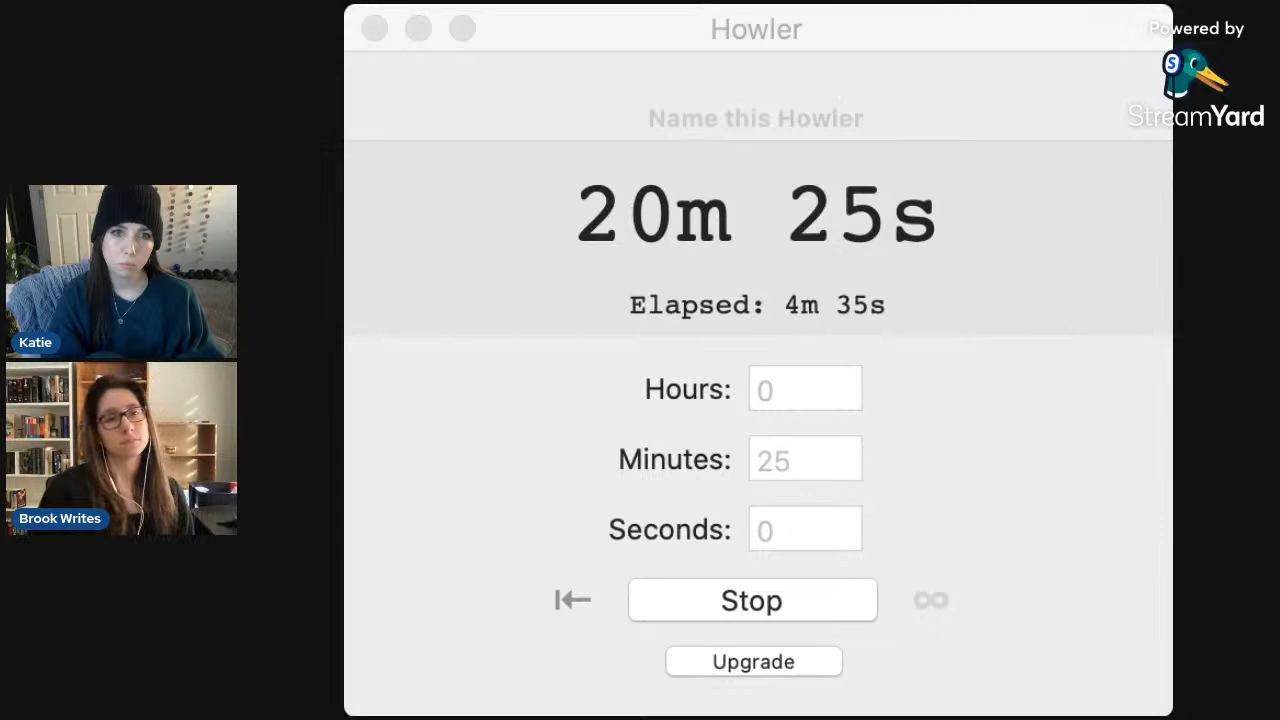 Howler
Powered by
S
StreamYard
Name this Howler
20m 25s
Elapsed: 4m 35s
Hours: 0
Minutes: 25
Seconds: 0
Stop
Upgrade
Katie
Brook Writes